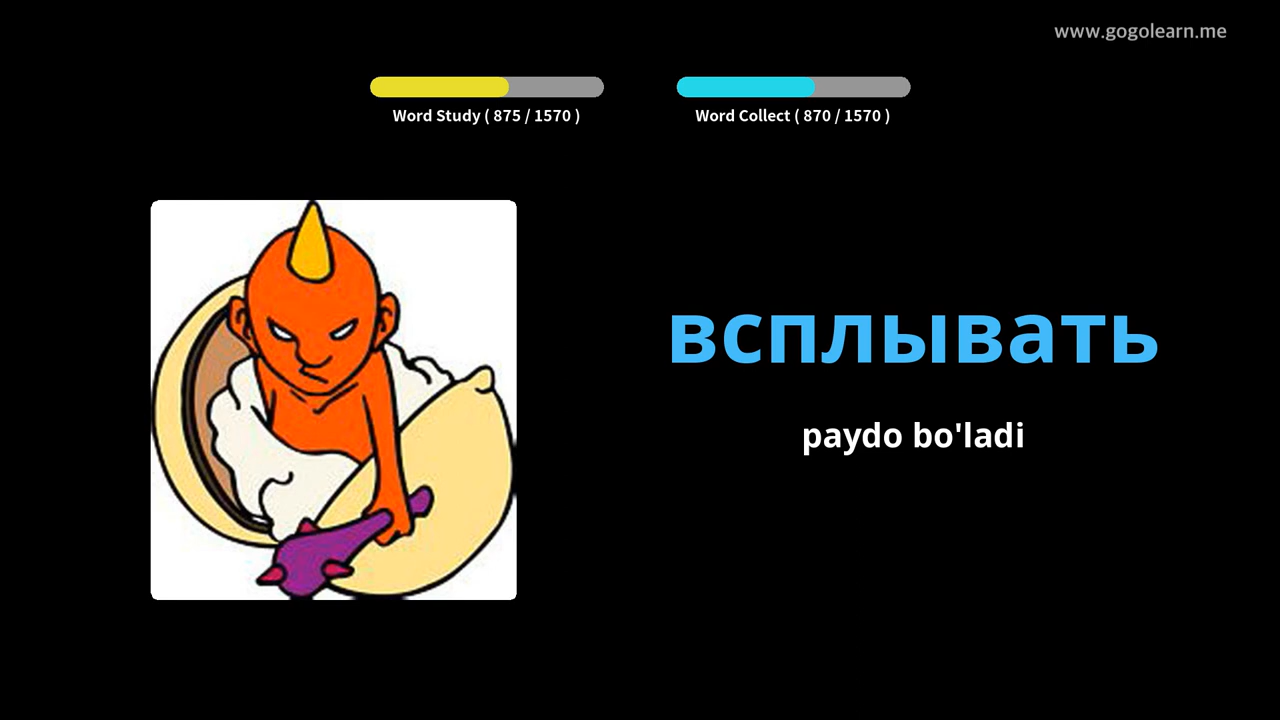 www.gogolearn.me
Word Study ( 875 / 1570 )
Word Collect ( 870 / 1570 )
всплывать
paydo bo'ladi